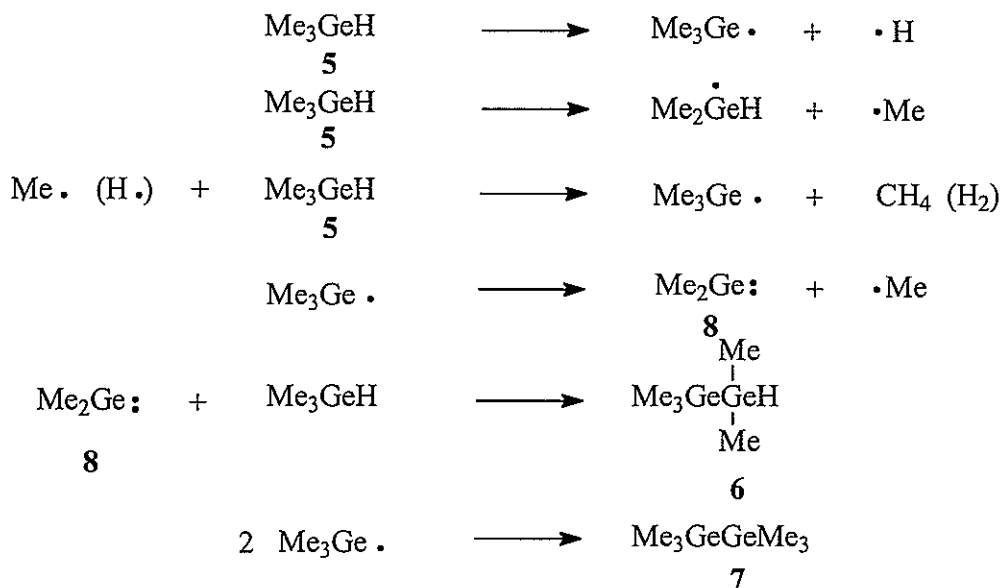 Me₃GeH ⟶ Me₃Ge • + • H
5
Me₃GeH ⟶ Me₂ĠeH + •Me
5
Me • (H •) + Me₃GeH ⟶ Me₃Ge • + CH₄ (H₂)
5
Me₃Ge • ⟶ Me₂Ge: + •Me
8
Me
Me₂Ge: + Me₃GeH ⟶ Me₃GeGeH
Me
8
6
2 Me₃Ge • ⟶ Me₃GeGeMe₃
7